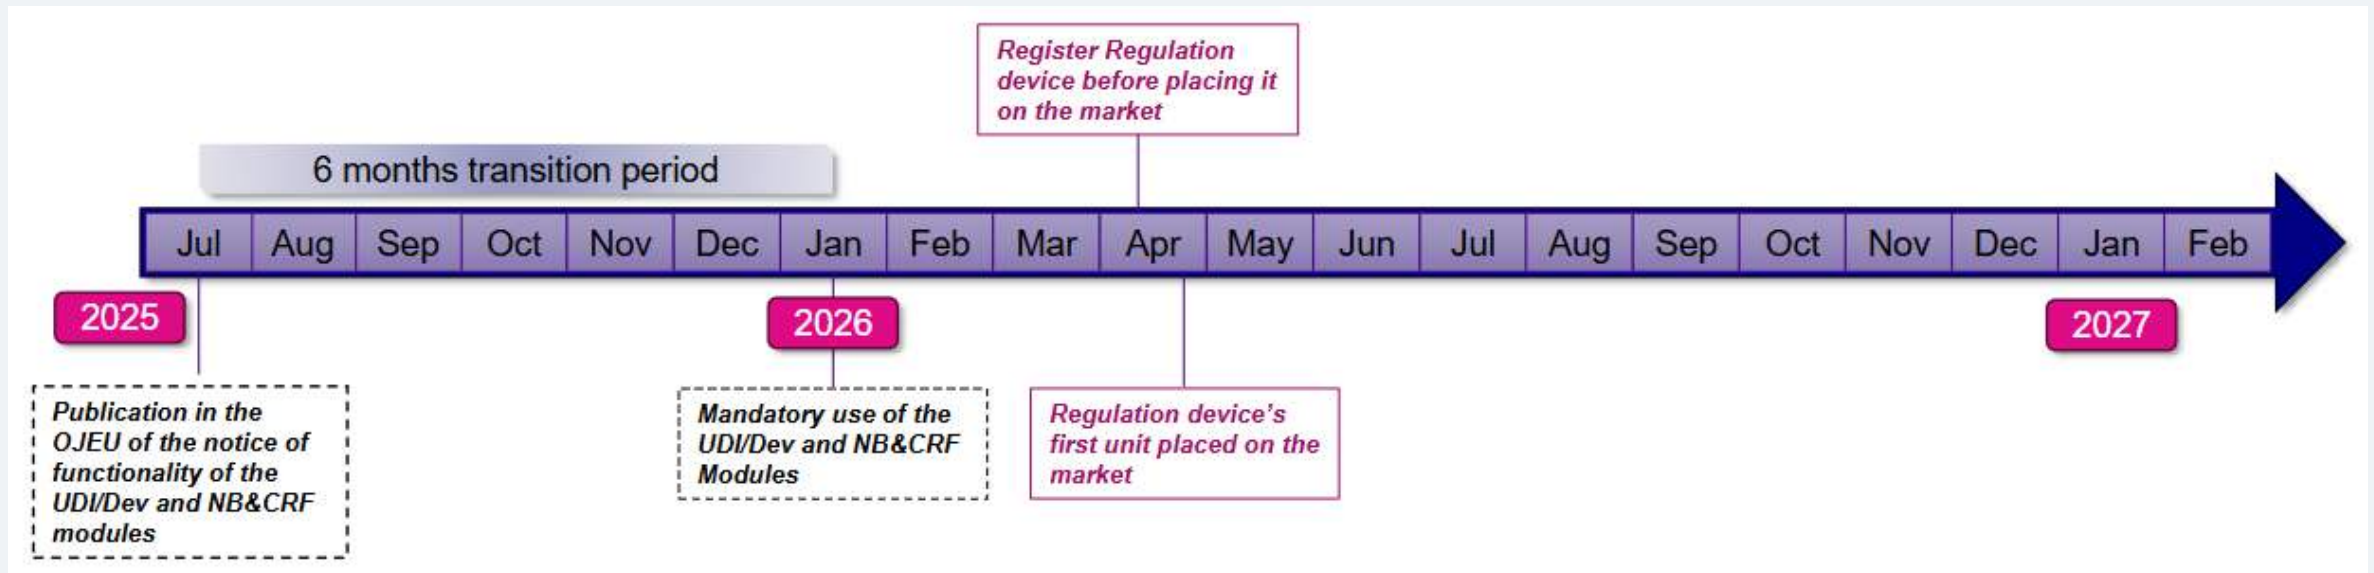 Register Regulation
device before placing it
on the market
6 months transition period
Jul Aug Sep Oct Nov Dec Jan Feb Mar Apr May Jun Jul Aug Sep Oct Nov Dec Jan Feb
2025
2026
2027
Publication in the
OJEU of the notice of
functionality of the
UDI/Dev and NB&CRF
modules
Mandatory use of the
UDI/Dev and NB&CRF
Modules
Regulation device's
first unit placed on the
market